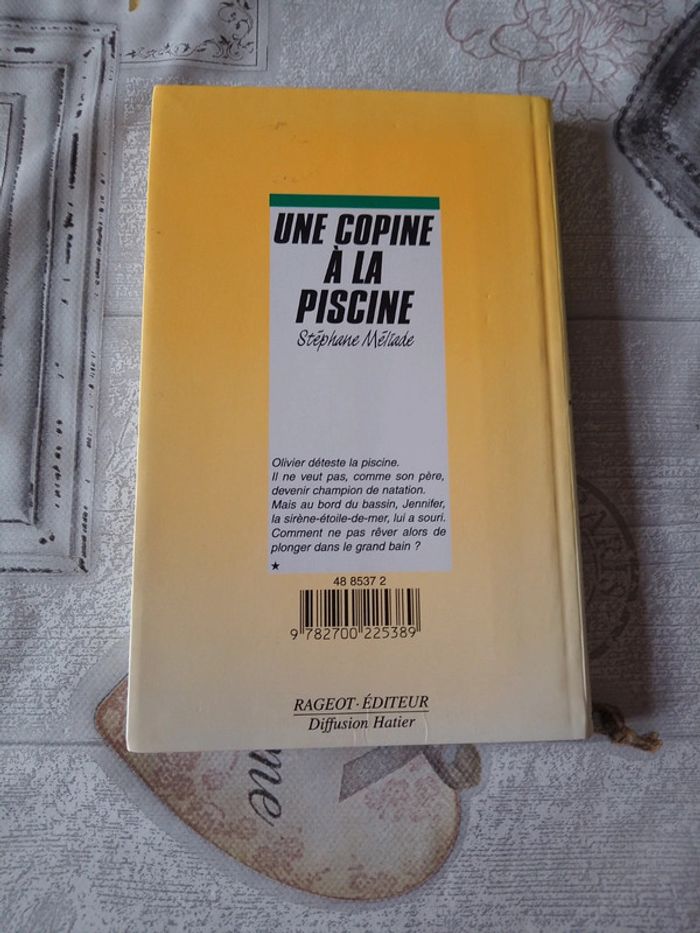 UNE COPINE
À LA
PISCINE
Stéphane Méliade
Olivier déteste la piscine.
Il ne veut pas, comme son père,
devenir champion de natation.
Mais au bord du bassin, Jennifer,
la sirène-étoile-de-mer, lui a souri.
Comment ne pas rêver alors de
plonger dans le grand bain ?
★
48 8537 2
9 782700 225389
RAGEOT·ÉDITEUR
Diffusion Hatier
ome
ARIS